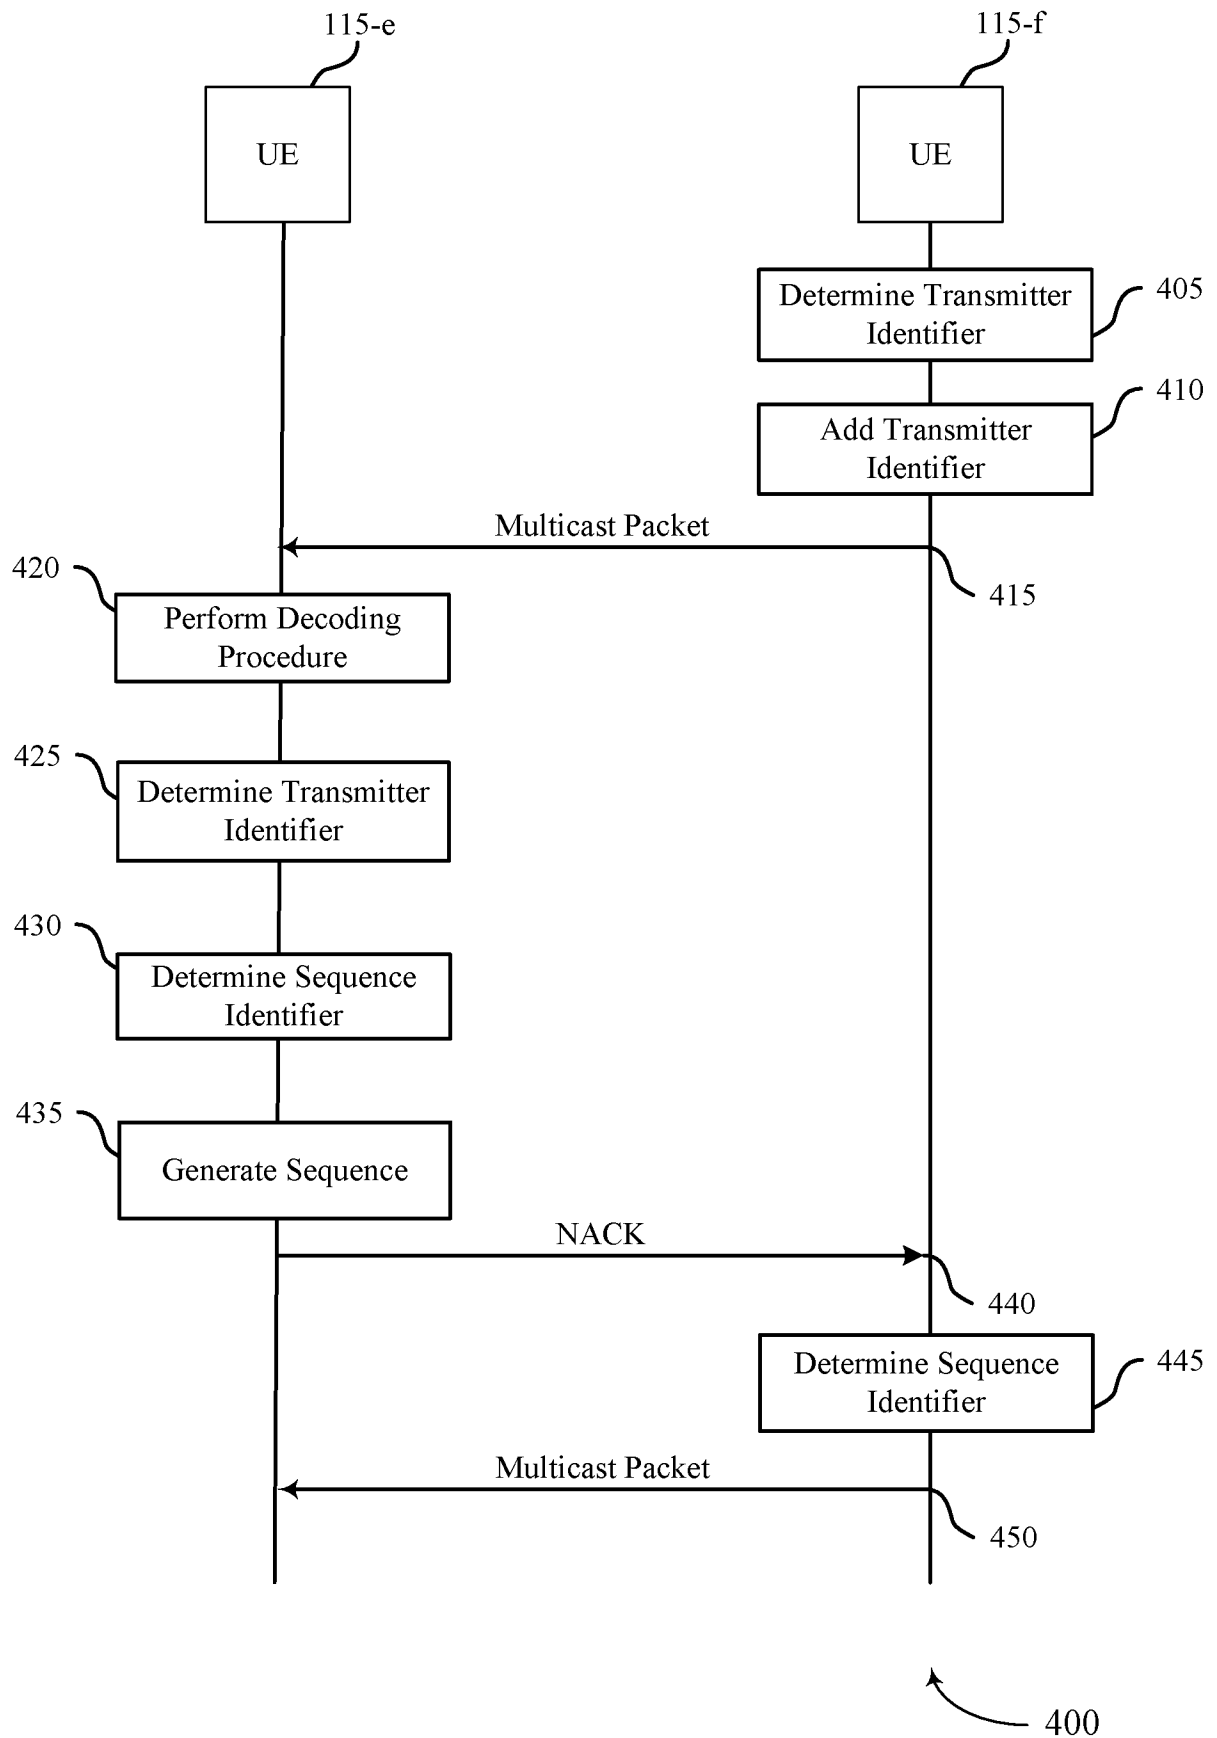 115-e
115-f
UE
UE
Determine Transmitter
Identifier
405
Add Transmitter
Identifier
410
Multicast Packet
415
420
Perform Decoding
Procedure
425
Determine Transmitter
Identifier
430
Determine Sequence
Identifier
435
Generate Sequence
NACK
440
Determine Sequence
Identifier
445
Multicast Packet
450
400